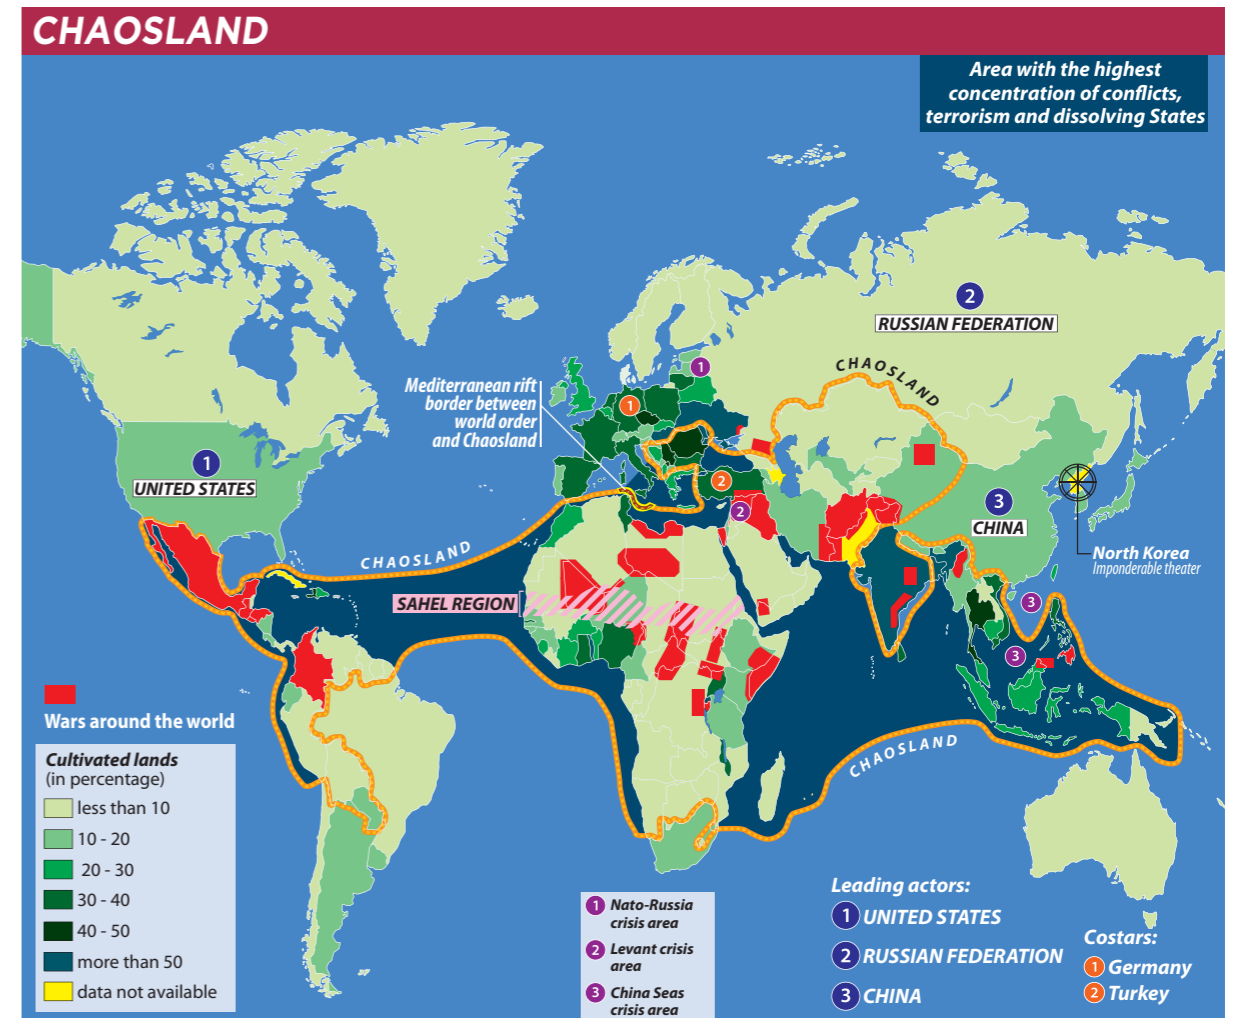 CHAOSLAND
Area with the highest
concentration of conflicts,
terrorism and dissolving States
2
RUSSIAN FEDERATION
CHAOSLAND
1
Mediterranean rift
border between
world order
and Chaosland
1
1
UNITED STATES
2
2
3
CHINA
North Korea
Imponderable theater
CHAOSLAND
SAHEL REGION
3
3
CHAOSLAND
Wars around the world
Cultivated lands
(in percentage)
less than 10
10 - 20
20 - 30
30 - 40
40 - 50
more than 50
data not available
1 Nato-Russia
crisis area
2 Levant crisis
area
3 China Seas
crisis area
Leading actors:
1 UNITED STATES
2 RUSSIAN FEDERATION
3 CHINA
Costars:
1 Germany
2 Turkey